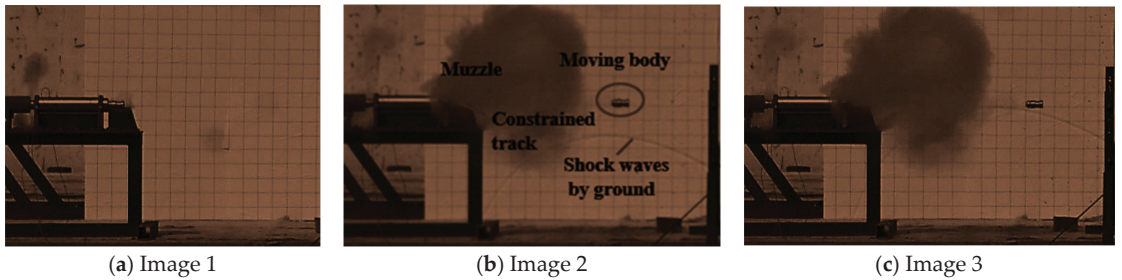 Muzzle
Moving body
Constrained
track
Shock waves
by ground
(a) Image 1
(b) Image 2
(c) Image 3